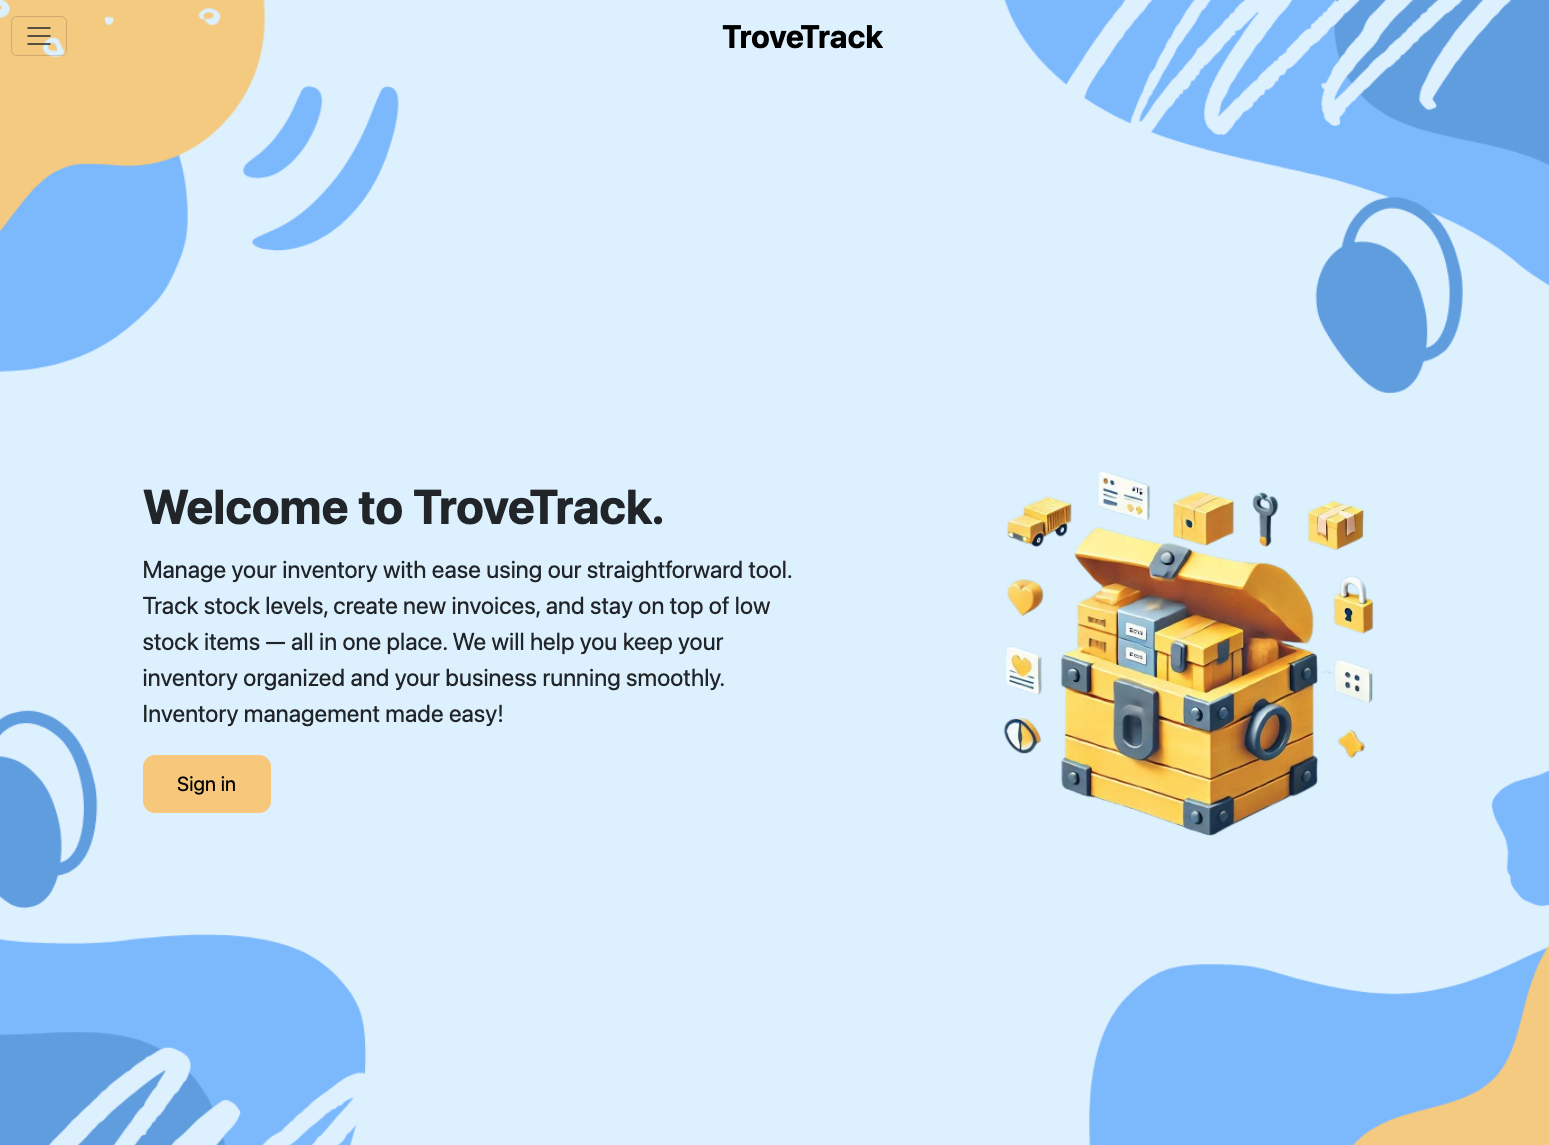 TroveTrack
Welcome to TroveTrack.
Manage your inventory with ease using our straightforward tool.
Track stock levels, create new invoices, and stay on top of low
stock items — all in one place. We will help you keep your
inventory organized and your business running smoothly.
Inventory management made easy!
Sign in